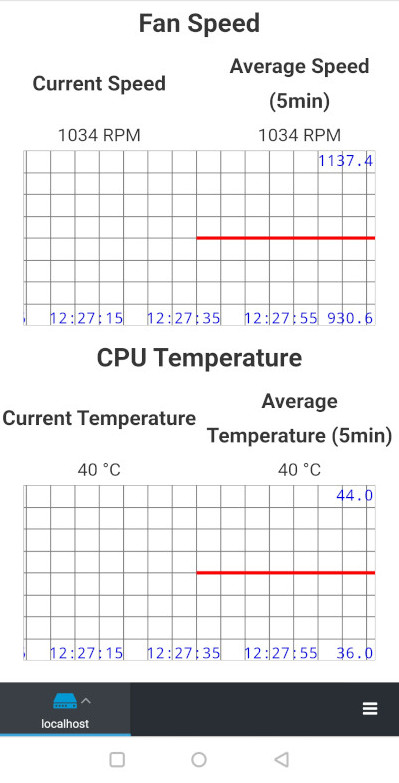 Fan Speed
Current Speed
Average Speed
(5min)
1034 RPM
1034 RPM
1137.4
12:27:15 12:27:35 12:27:55 930.6
CPU Temperature
Current Temperature
Average
Temperature (5min)
40 °C
40 °C
44.0
12:27:15 12:27:35 12:27:55 36.0
localhost